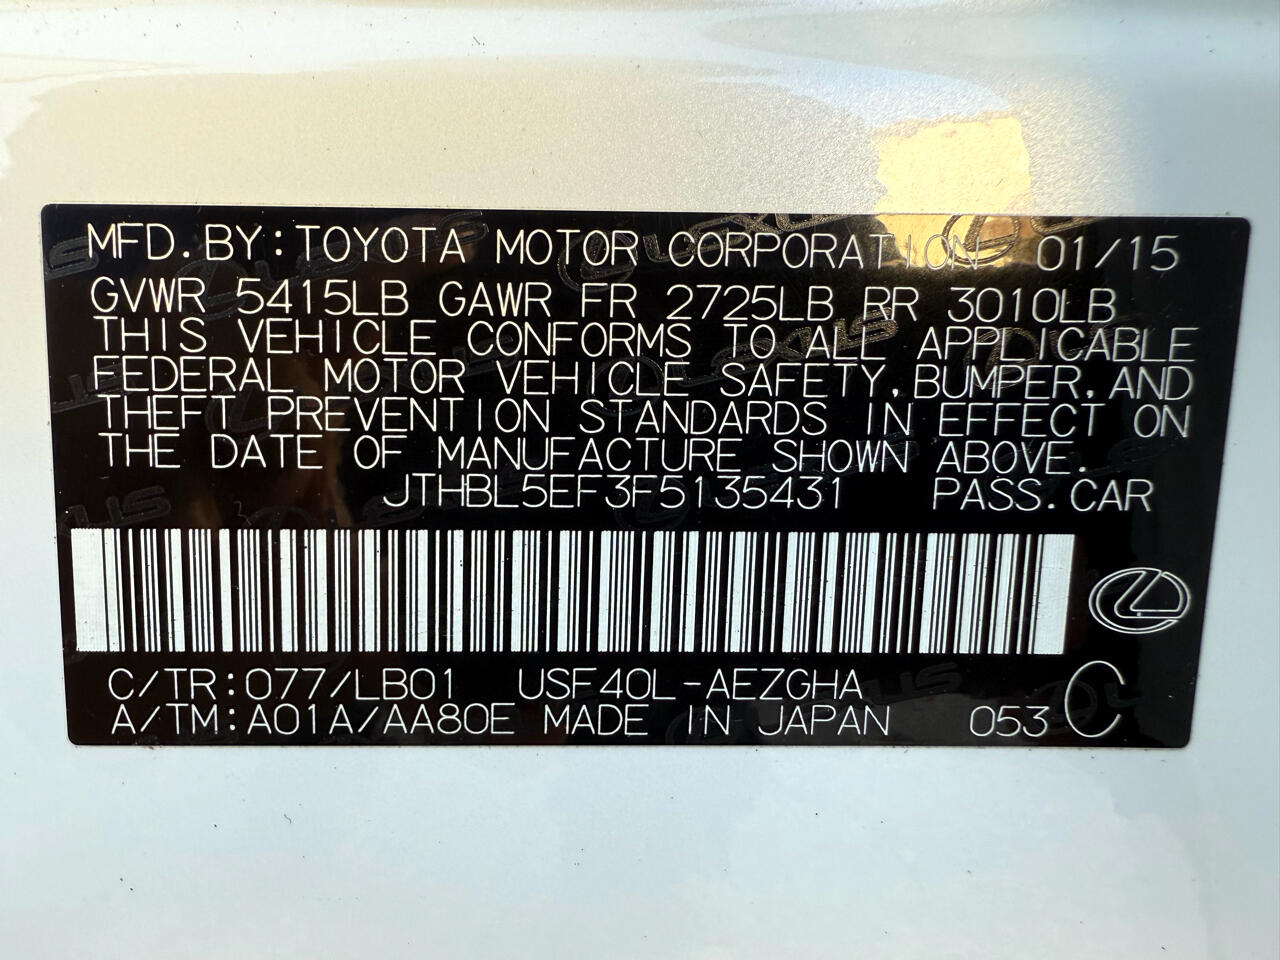 MFD. BY: TOYOTA MOTOR CORPORATION 01/15
GVWR 5415LB GAWR FR 2725LB RR 3010LB
THIS VEHICLE CONFORMS TO ALL APPLICABLE
FEDERAL MOTOR VEHICLE SAFETY, BUMPER, AND
THEFT PREVENTION STANDARDS IN EFFECT ON
THE DATE OF MANUFACTURE SHOWN ABOVE.
JTHBL5EF3F5135431 PASS. CAR
C/TR: 077/LB01 USF40L-AEZGHA
A/TM: A01A/AA80E MADE IN JAPAN 053 C